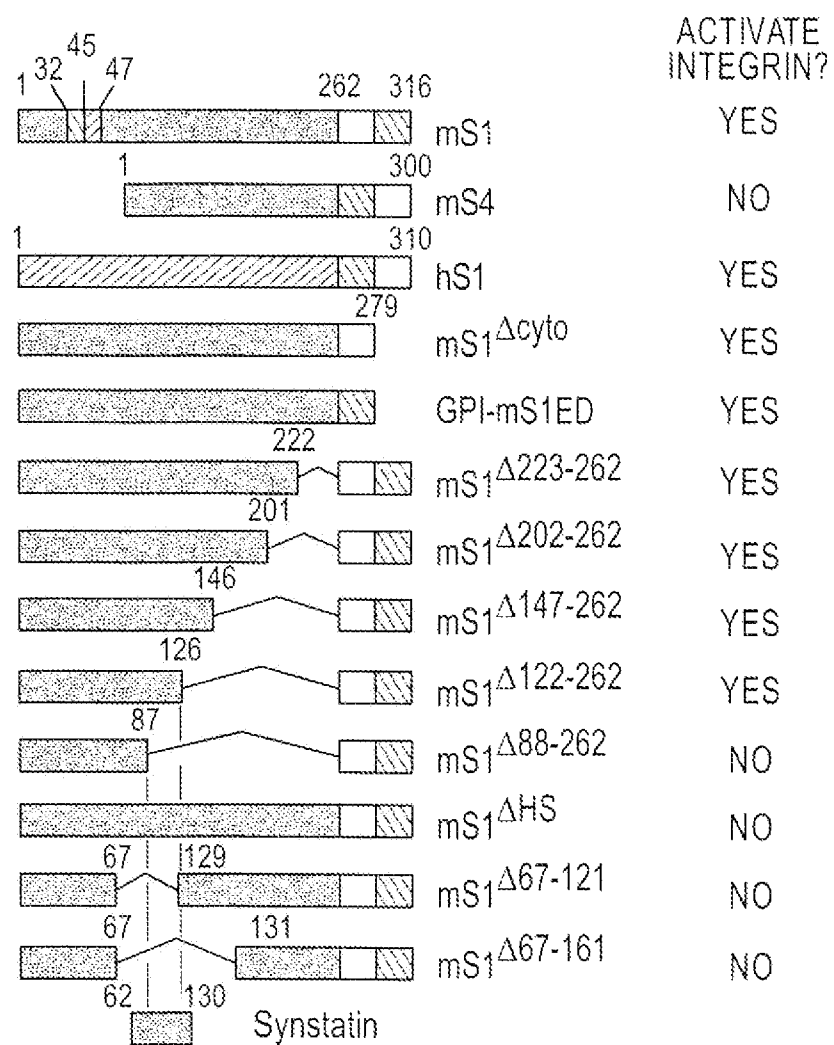 ACTIVATE
INTEGRIN?
45
32 47
1 262 316
mS1 YES
1 300
mS4 NO
1 310
hS1 YES
279
mS1Δcyto YES
GPI-mS1ED YES
222
mS1Δ223-262 YES
201
mS1Δ202-262 YES
146
mS1Δ147-262 YES
126
mS1Δ122-262 YES
87
mS1Δ88-262 NO
mS1ΔHS NO
67 129
mS1Δ67-121 NO
67 131
mS1Δ67-161 NO
62 130
Synstatin